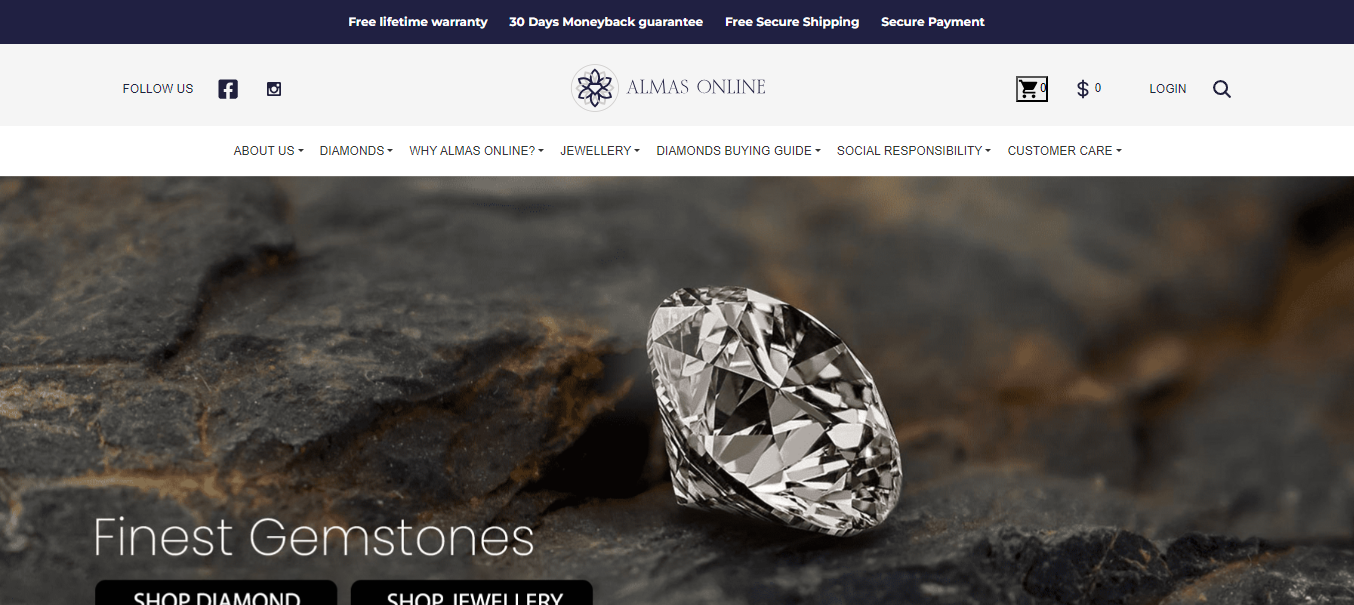 Free lifetime warranty 30 Days Moneyback guarantee Free Secure Shipping Secure Payment
FOLLOW US ALMAS ONLINE 0 $ 0 LOGIN
ABOUT US DIAMONDS WHY ALMAS ONLINE? JEWELLERY DIAMONDS BUYING GUIDE SOCIAL RESPONSIBILITY CUSTOMER CARE
Finest Gemstones
SHOP DIAMOND SHOP JEWELLERY